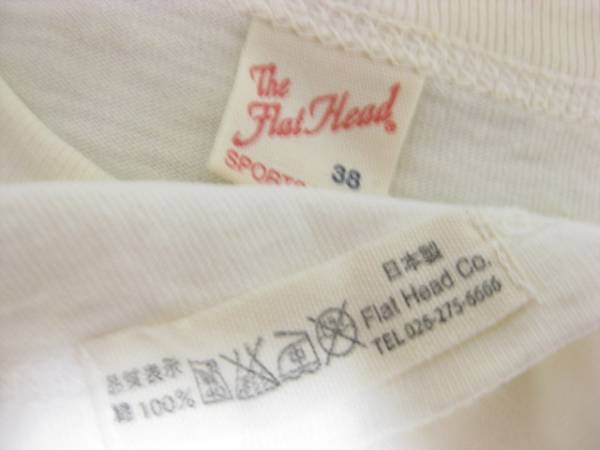 The
Flat Head
SPORTS
38
日本製
Flat Head Co.
TEL 026-275-6666
品質表示
綿 100%
中